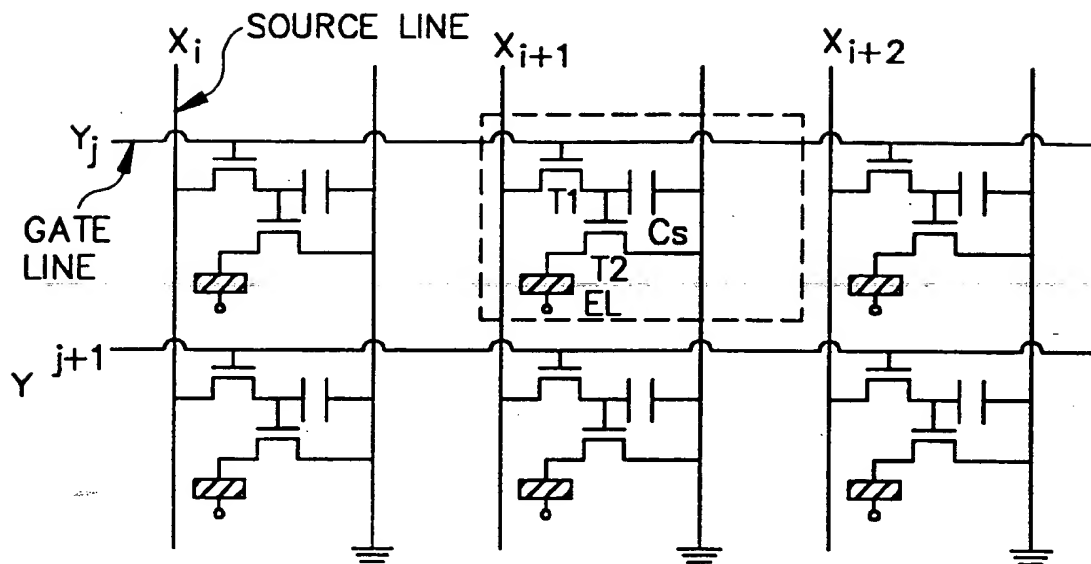 SOURCE LINE
Xi
Xi+1
Xi+2
Yj
GATE
LINE
T1
Cs
T2
EL
Y j+1